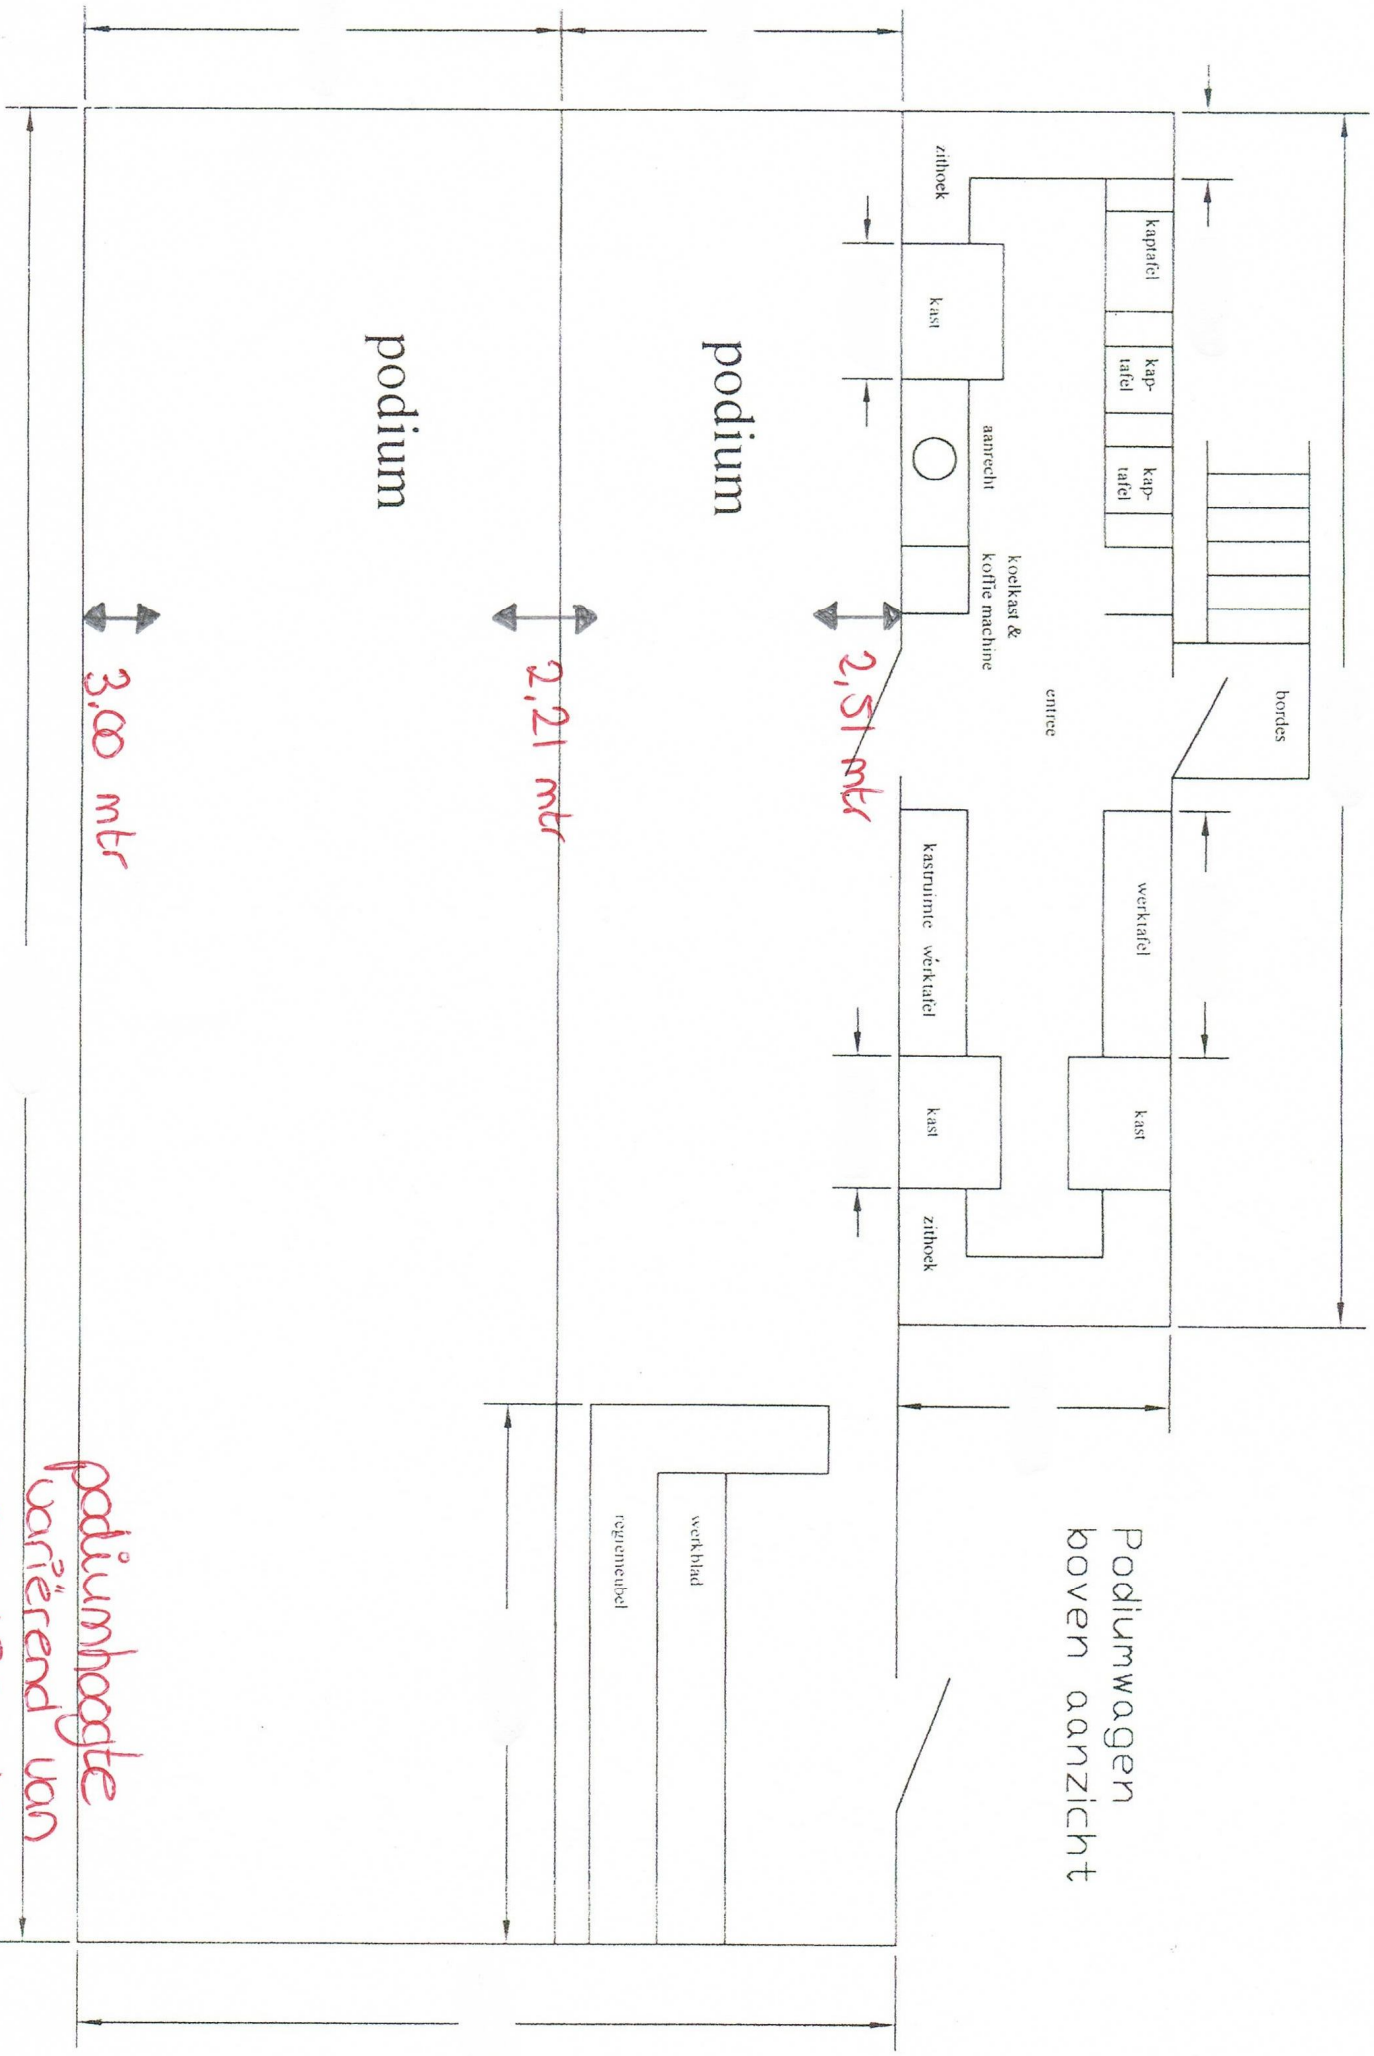 Podiumwagen
boven aanzicht
bordes
kaptafel
kap-
tafel
kap-
tafel
werktafel
kast
entree
koelkast &
koffie machine
aanrecht
zithoek
kast
kastruimte werktafel
kast
zithoek
2,51 mtr
podium
werkblad
regiemeubel
2,21 mtr
podium
3,00 mtr
podiumhoogte
variërend van